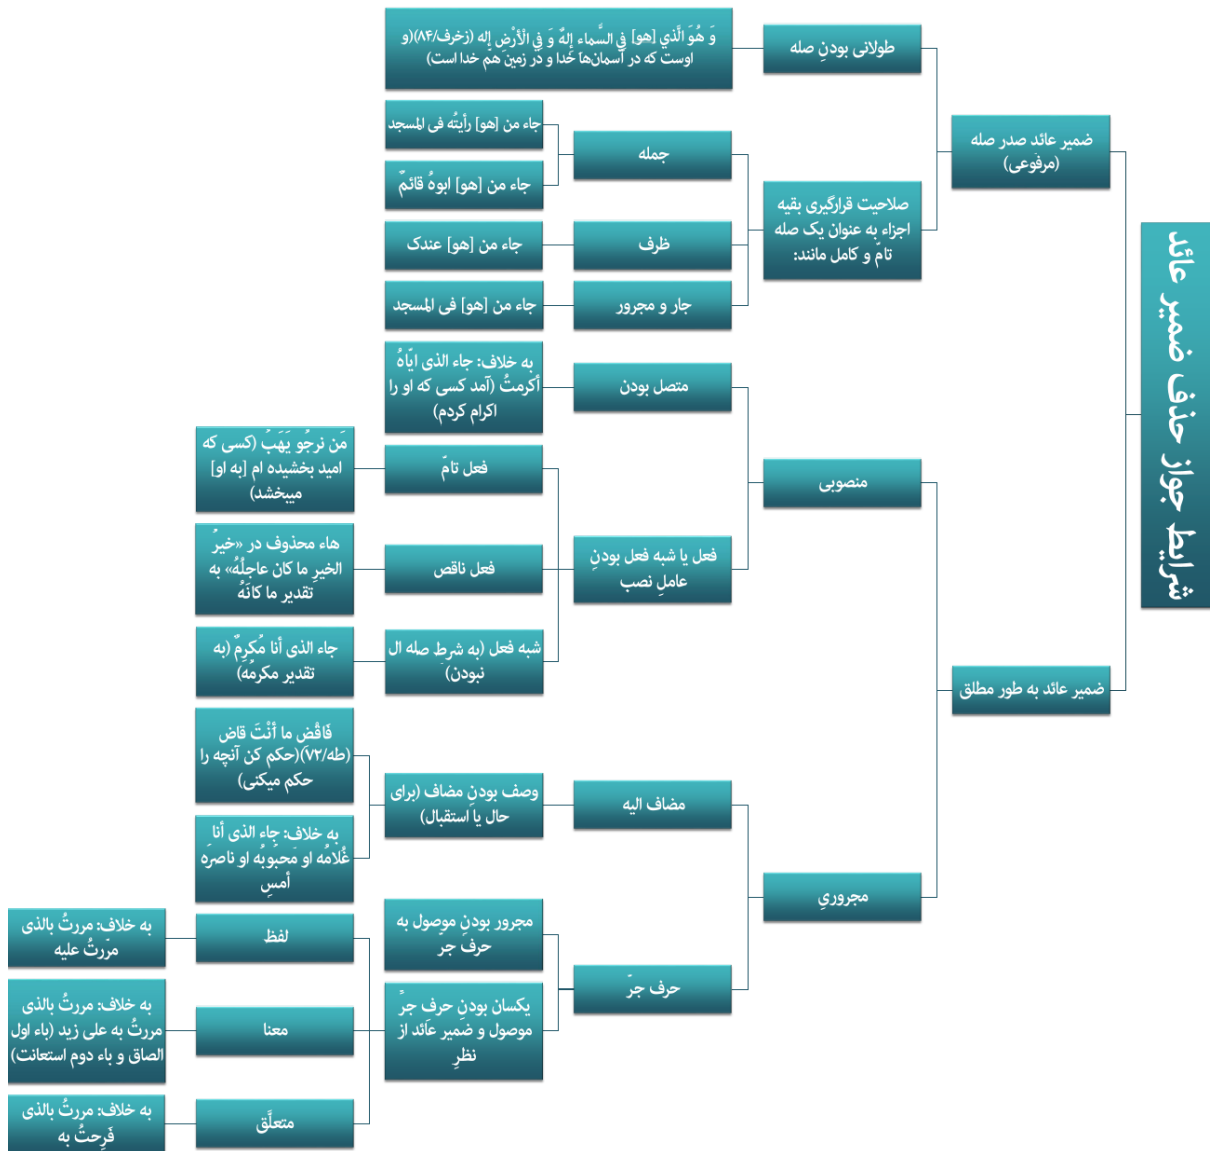 شرایط جواز حذف ضمیر عائد
ضمیر عائد صدر صله
(مرفوعی)
طولانی بودنِ صله
وَ هُوَ الَّذي [هو] فِي السَّماء إلهٌ وَ فِي الْأَرْضِ إله (زخرف/۸۴)(و
اوست که در آسمان‌ها خدا و در زمین هم خدا است)
صلاحیت قرارگیری بقیه
اجزاء به عنوان یک صله
تامّ و کامل مانند:
جمله
جاء من [هو] رأیتُه فی المسجد
جاء من [هو] ابوهُ قائمٌ
ظرف
جاء من [هو] عندک
جار و مجرور
جاء من [هو] فی المسجد
ضمیر عائد به طور مطلق
منصوبی
متصل بودن
به خلاف: جاء الذی ایّاهُ
أکرمتُ (آمد کسی که او را
اکرام کردم)
فعل یا شبه فعل بودنِ
عاملِ نصب
فعل تامّ
مَن نرجُو یَهَبُ (کسی که
امید بخشیده ام [به او]
میبخشد)
فعل ناقص
هاء محذوف در «خیرُ
الخیرِ ما کان عاجلُهُ» به
تقدیر ما کانَهُ
شبه فعل (به شرطِ صله ال
نبودن)
جاء الذی أنا مُکرِمٌ (به
تقدیر مکرمُه)
مجروریِ
مضاف الیه
وصف بودنِ مضاف (برای
حال یا استقبال)
فَاقْضِ ما أَنْتَ قاض
(طه/۷۲)(حکم کن آنچه را
حکم میکنی)
به خلاف: جاء الذی أنا
غُلامُه او مَحبوبُه او ناصرُه
أمسِ
حرف جرّ
مجرور بودنِ موصول به
حرف جرّ
یکسان بودنِ حرف جرِّ
موصول و ضمیر عائد از
نظرِ
لفظ
به خلاف: مررتُ بالذی
مررتُ علیه
معنا
به خلاف: مررتُ بالذی
مررتُ به علی زید (باء اول
الصاق و باء دوم استعانت)
متعلَّق
به خلاف: مررتُ بالذی
فَرِحتُ به